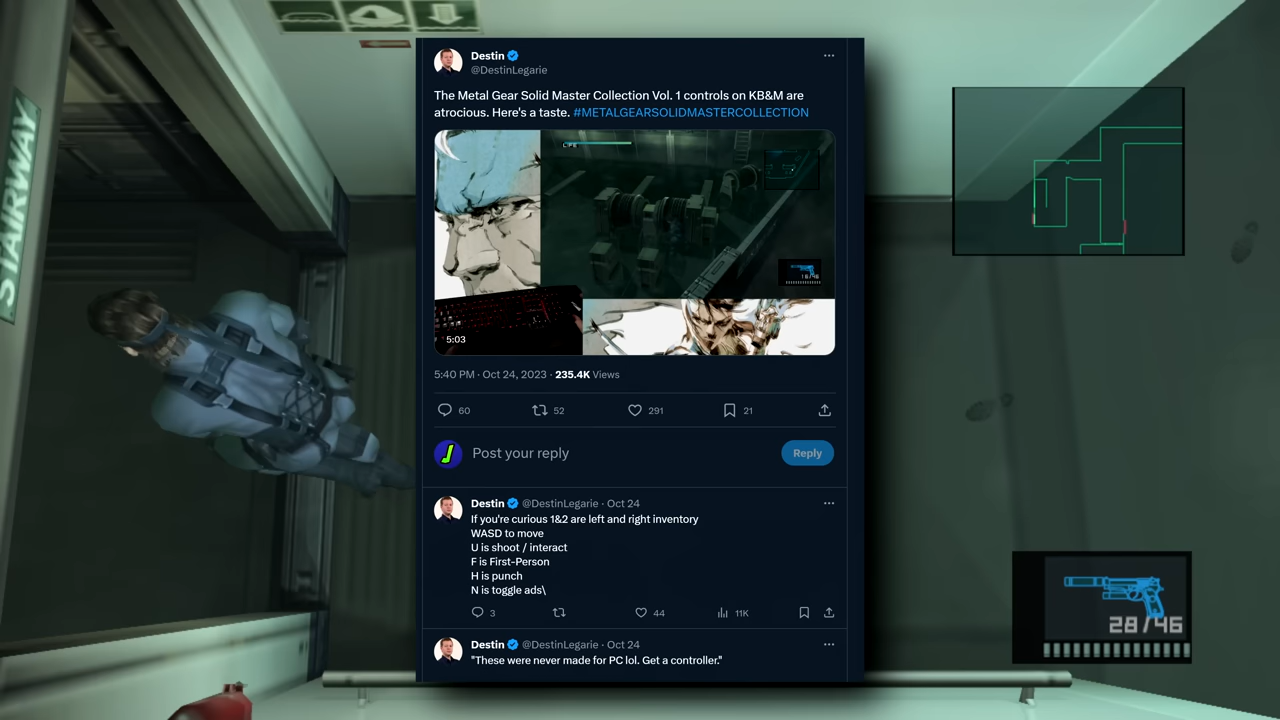 STAIRWAY
Destin
@DestinLegarie
The Metal Gear Solid Master Collection Vol. 1 controls on KB&M are
atrocious. Here's a taste. #METALGEARSOLIDMASTERCOLLECTION
LIFE
16/46
5:03
5:40 PM · Oct 24, 2023 · 235.4K Views
60 52 291 21
Post your reply
Reply
Destin @DestinLegarie · Oct 24
If you're curious 1&2 are left and right inventory
WASD to move
U is shoot / interact
F is First-Person
H is punch
N is toggle ads\
3 44 11K
Destin @DestinLegarie · Oct 24
"These were never made for PC lol. Get a controller."
28/46